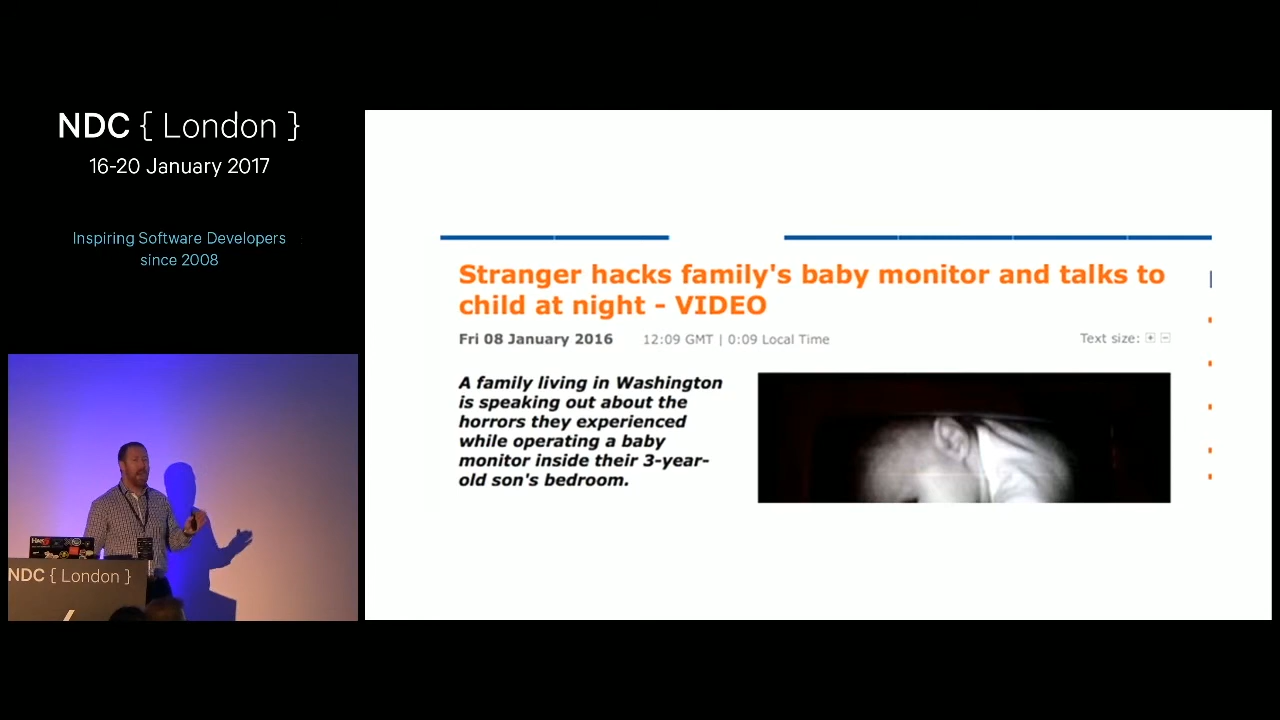 NDC { London }
16-20 January 2017
Inspiring Software Developers
since 2008
Stranger hacks family's baby monitor and talks to
child at night - VIDEO
Fri 08 January 2016 12:09 GMT | 0:09 Local Time
Text size: + −
A family living in Washington
is speaking out about the
horrors they experienced
while operating a baby
monitor inside their 3-year-
old son's bedroom.
NDC { London }